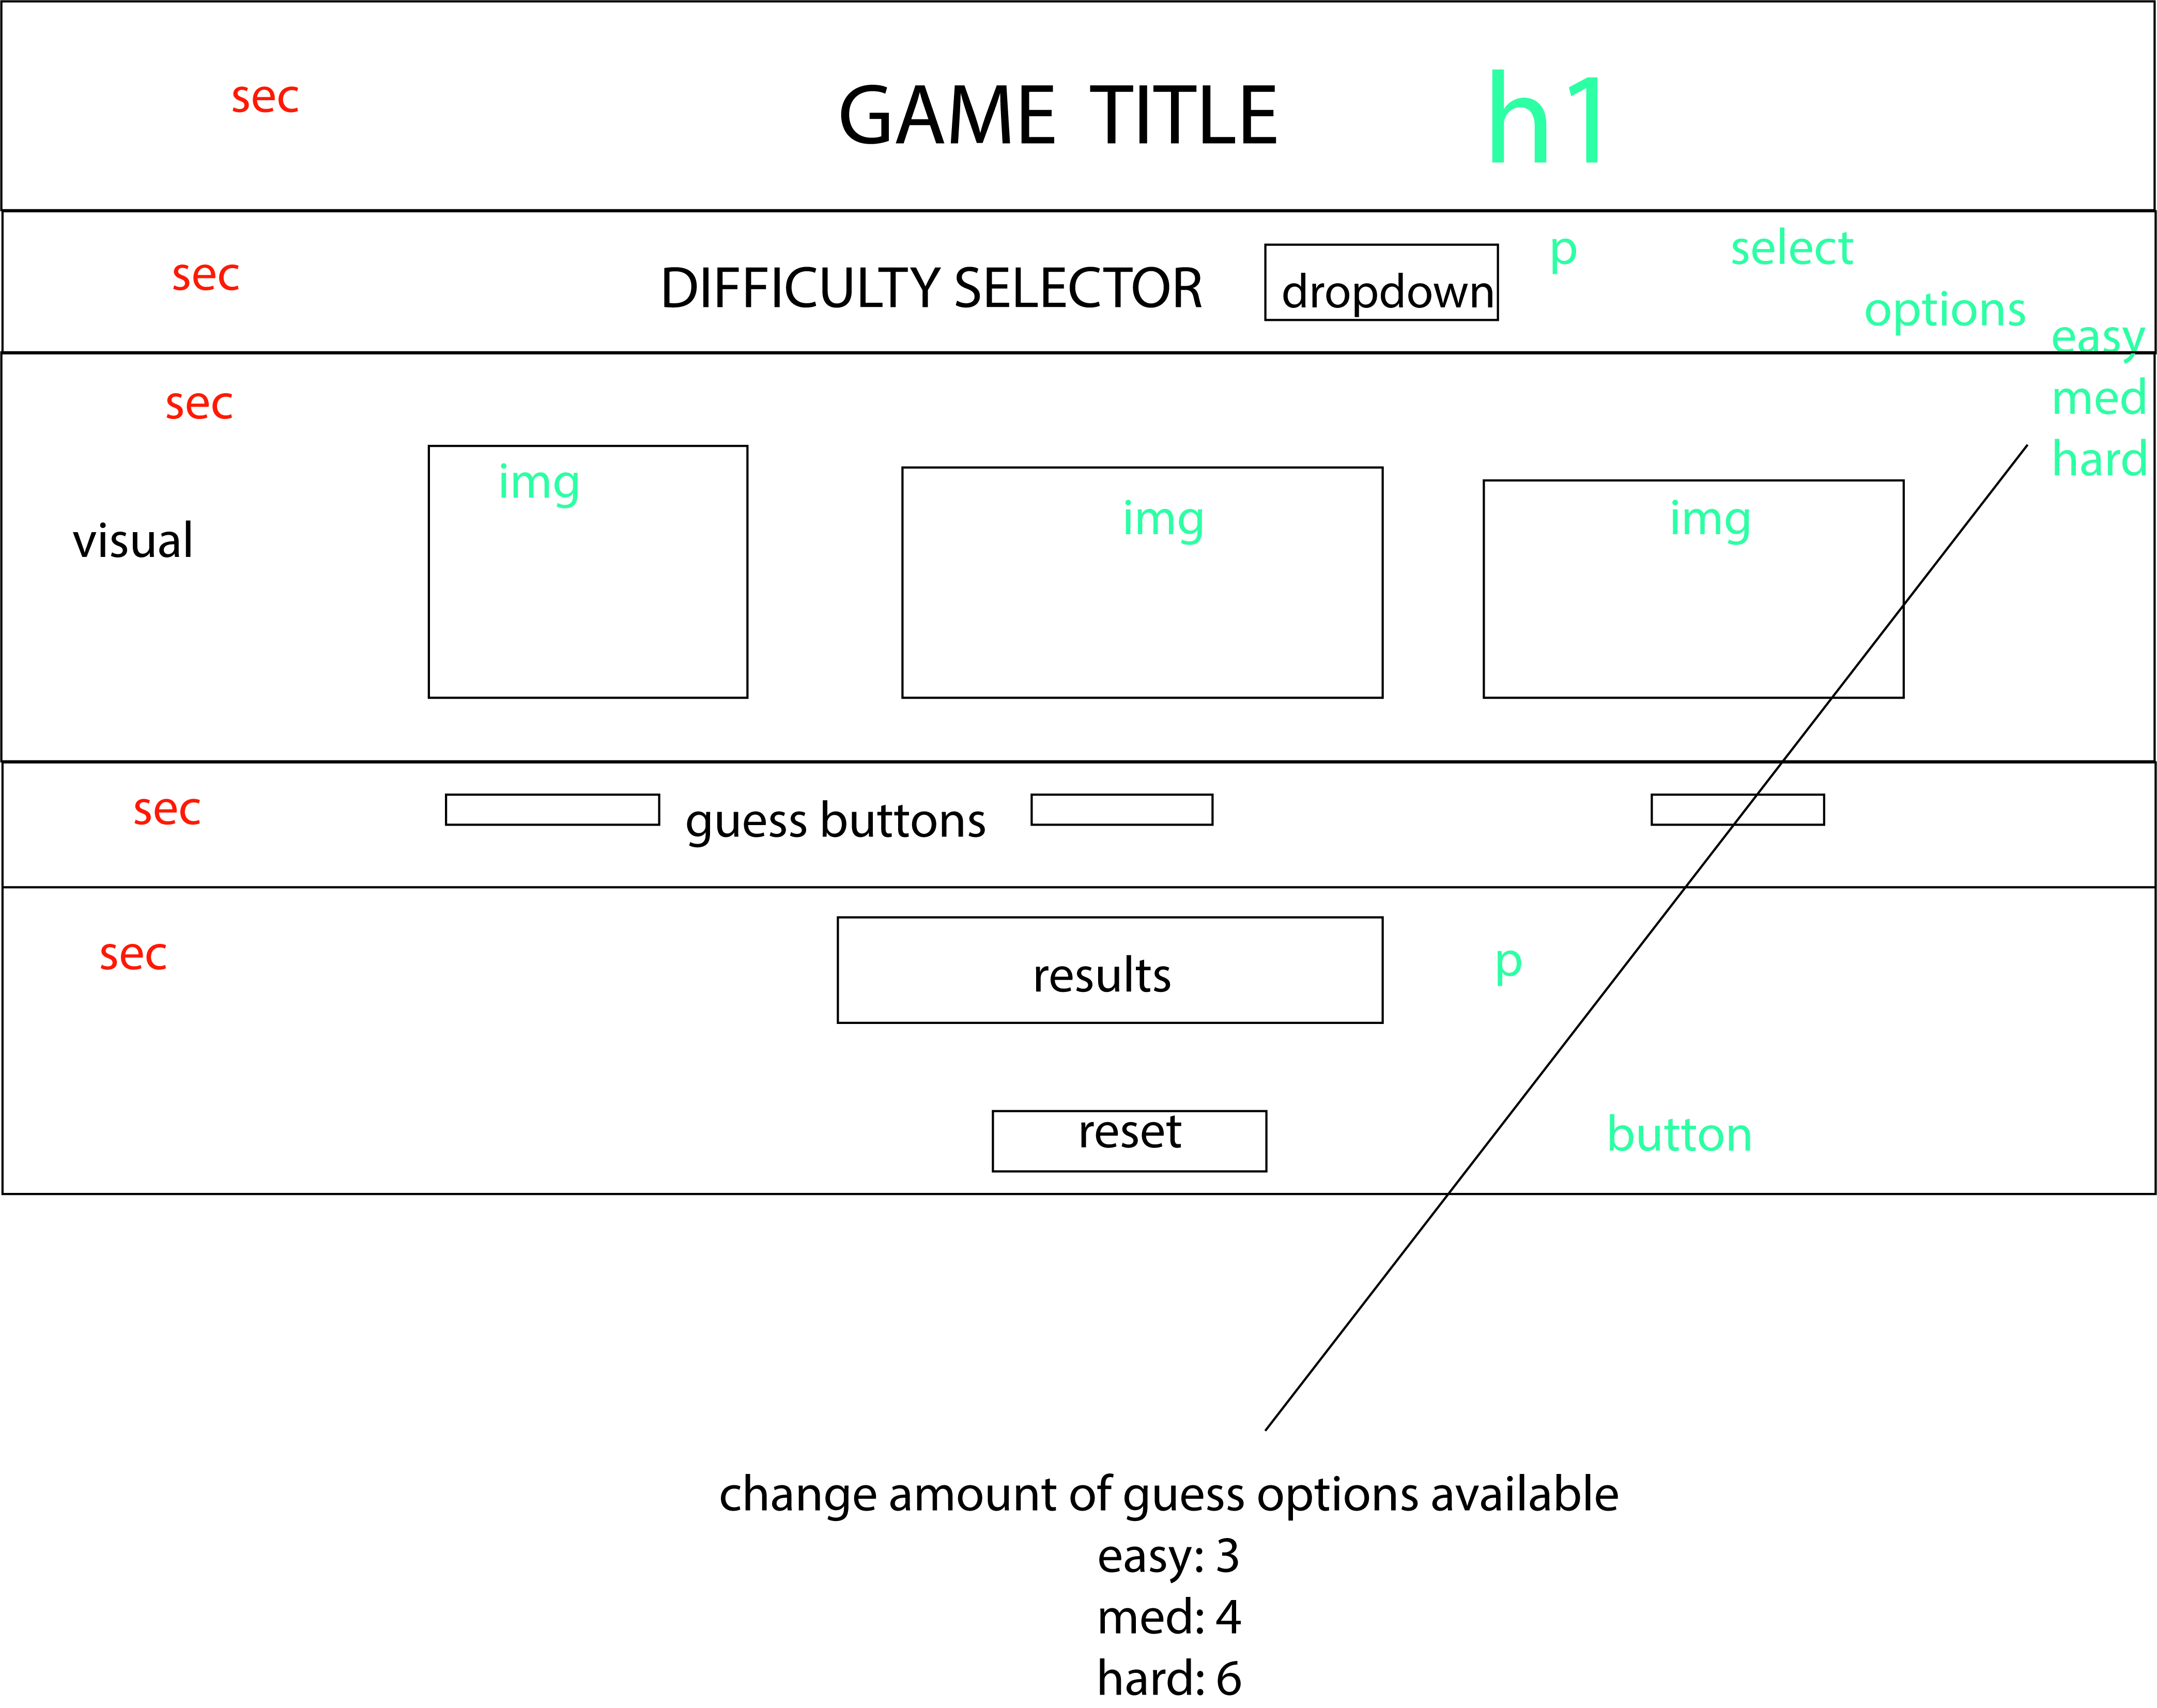 sec
GAME TITLE
h1
sec
DIFFICULTY SELECTOR
dropdown
p
select
options
easy
med
hard
sec
visual
img
img
img
sec
guess buttons
sec
results
p
reset
button
change amount of guess options available
easy: 3
med: 4
hard: 6